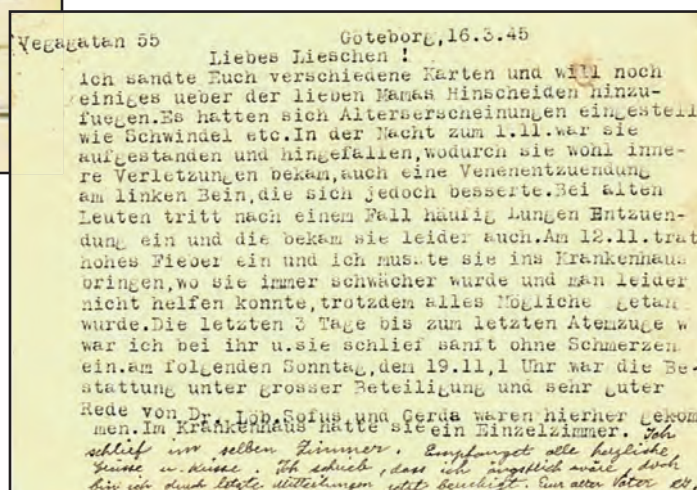 Vegagatan 55 Göteborg,16.3.45
Liebes Lieschen !
Ich sandte Euch verschiedene Karten und will noch
einiges ueber der lieben Mamas Hinscheiden hinzu-
fuegen.Es hatten sich Alterserscheinungen eingestell
wie Schwindel etc.In der Nacht zum 1.11.war sie
aufgestanden und hingefallen,wodurch sie wohl inne-
re Verletzungen bekam,auch eine Venenentzuendung
am linken Bein,die sich jedoch besserte.Bei alten
Leuten tritt nach einem Fall häufig Lungen Entzuen-
dung ein und die bekam sie leider auch.Am 12.11.trat
hohes Fieber ein und ich musste sie ins Krankenhaus
bringen,wo sie immer schwächer wurde und man leider
nicht helfen konnte,trotzdem alles Mögliche getan
wurde.Die letzten 3 Tage bis zum letzten Atemzuge w
war ich bei ihr u.sie schlief sanft ohne Schmerzen
ein.am folgenden Sonntag,dem 19.11,1 Uhr war die Be-
stattung unter grosser Beteiligung und sehr guter
Rede von Dr. Löb.Sofus und Gerda waren hierher gekom
men.Im Krankenhaus hatte sie ein Einzelzimmer. Ich
schlief im selben Zimmer. Empfanget alle herzliche
Grüsse u. Küsse. Ich schrieb, dass ich ängstlich wäre, doch
bin ich durch letzte Mitteilungen jetzt beruhigt. Euer alter Vater